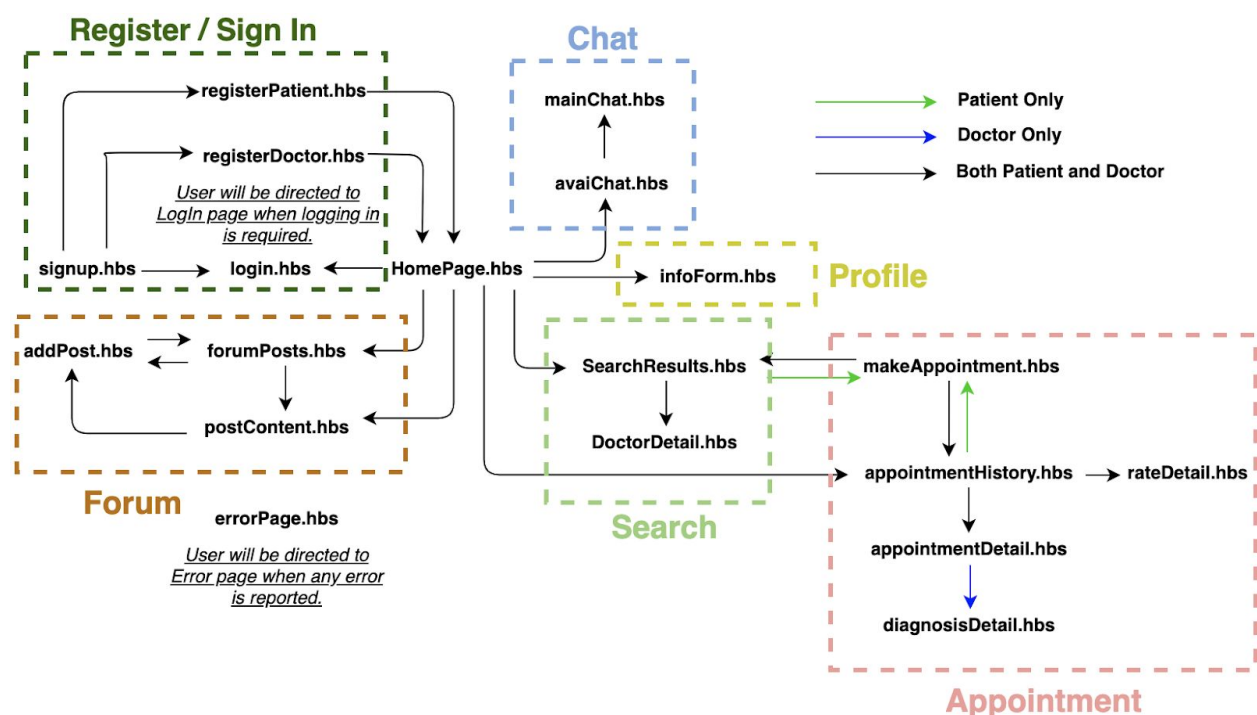 Register / Sign In
registerPatient.hbs
registerDoctor.hbs
User will be directed to
LogIn page when logging in
is required.
signup.hbs
login.hbs
HomePage.hbs
Chat
mainChat.hbs
avaiChat.hbs
Patient Only
Doctor Only
Both Patient and Doctor
infoForm.hbs
Profile
addPost.hbs
forumPosts.hbs
postContent.hbs
Forum
errorPage.hbs
User will be directed to
Error page when any error
is reported.
SearchResults.hbs
DoctorDetail.hbs
Search
makeAppointment.hbs
appointmentHistory.hbs
rateDetail.hbs
appointmentDetail.hbs
diagnosisDetail.hbs
Appointment